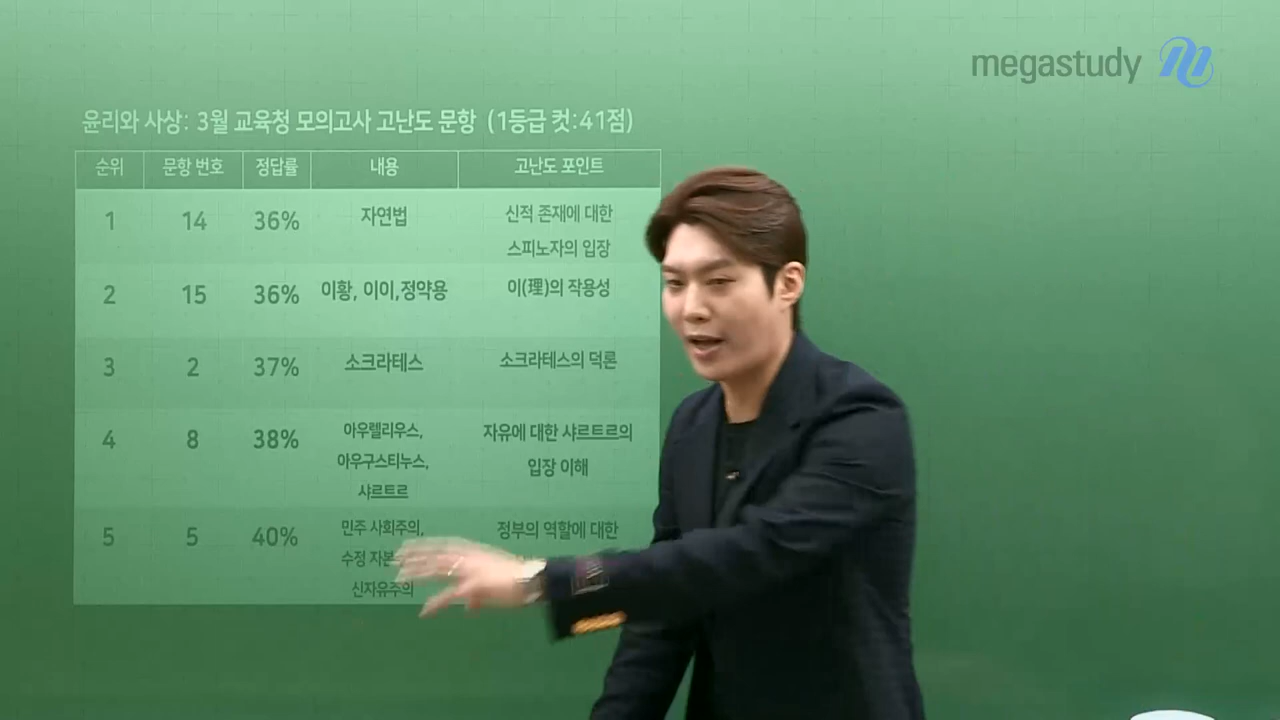 megastudy
윤리와 사상: 3월 교육청 모의고사 고난도 문항 (1등급 컷:41점)
순위 문항 번호 정답률 내용 고난도 포인트
1 14 36% 자연법 신적 존재에 대한
스피노자의 입장
2 15 36% 이황, 이이,정약용 이(理)의 작용성
3 2 37% 소크라테스 소크라테스의 덕론
4 8 38% 아우렐리우스, 자유에 대한 샤르트르의
아우구스티누스, 입장 이해
샤르트르
5 5 40% 민주 사회주의, 정부의 역할에 대한
수정
신자유주의